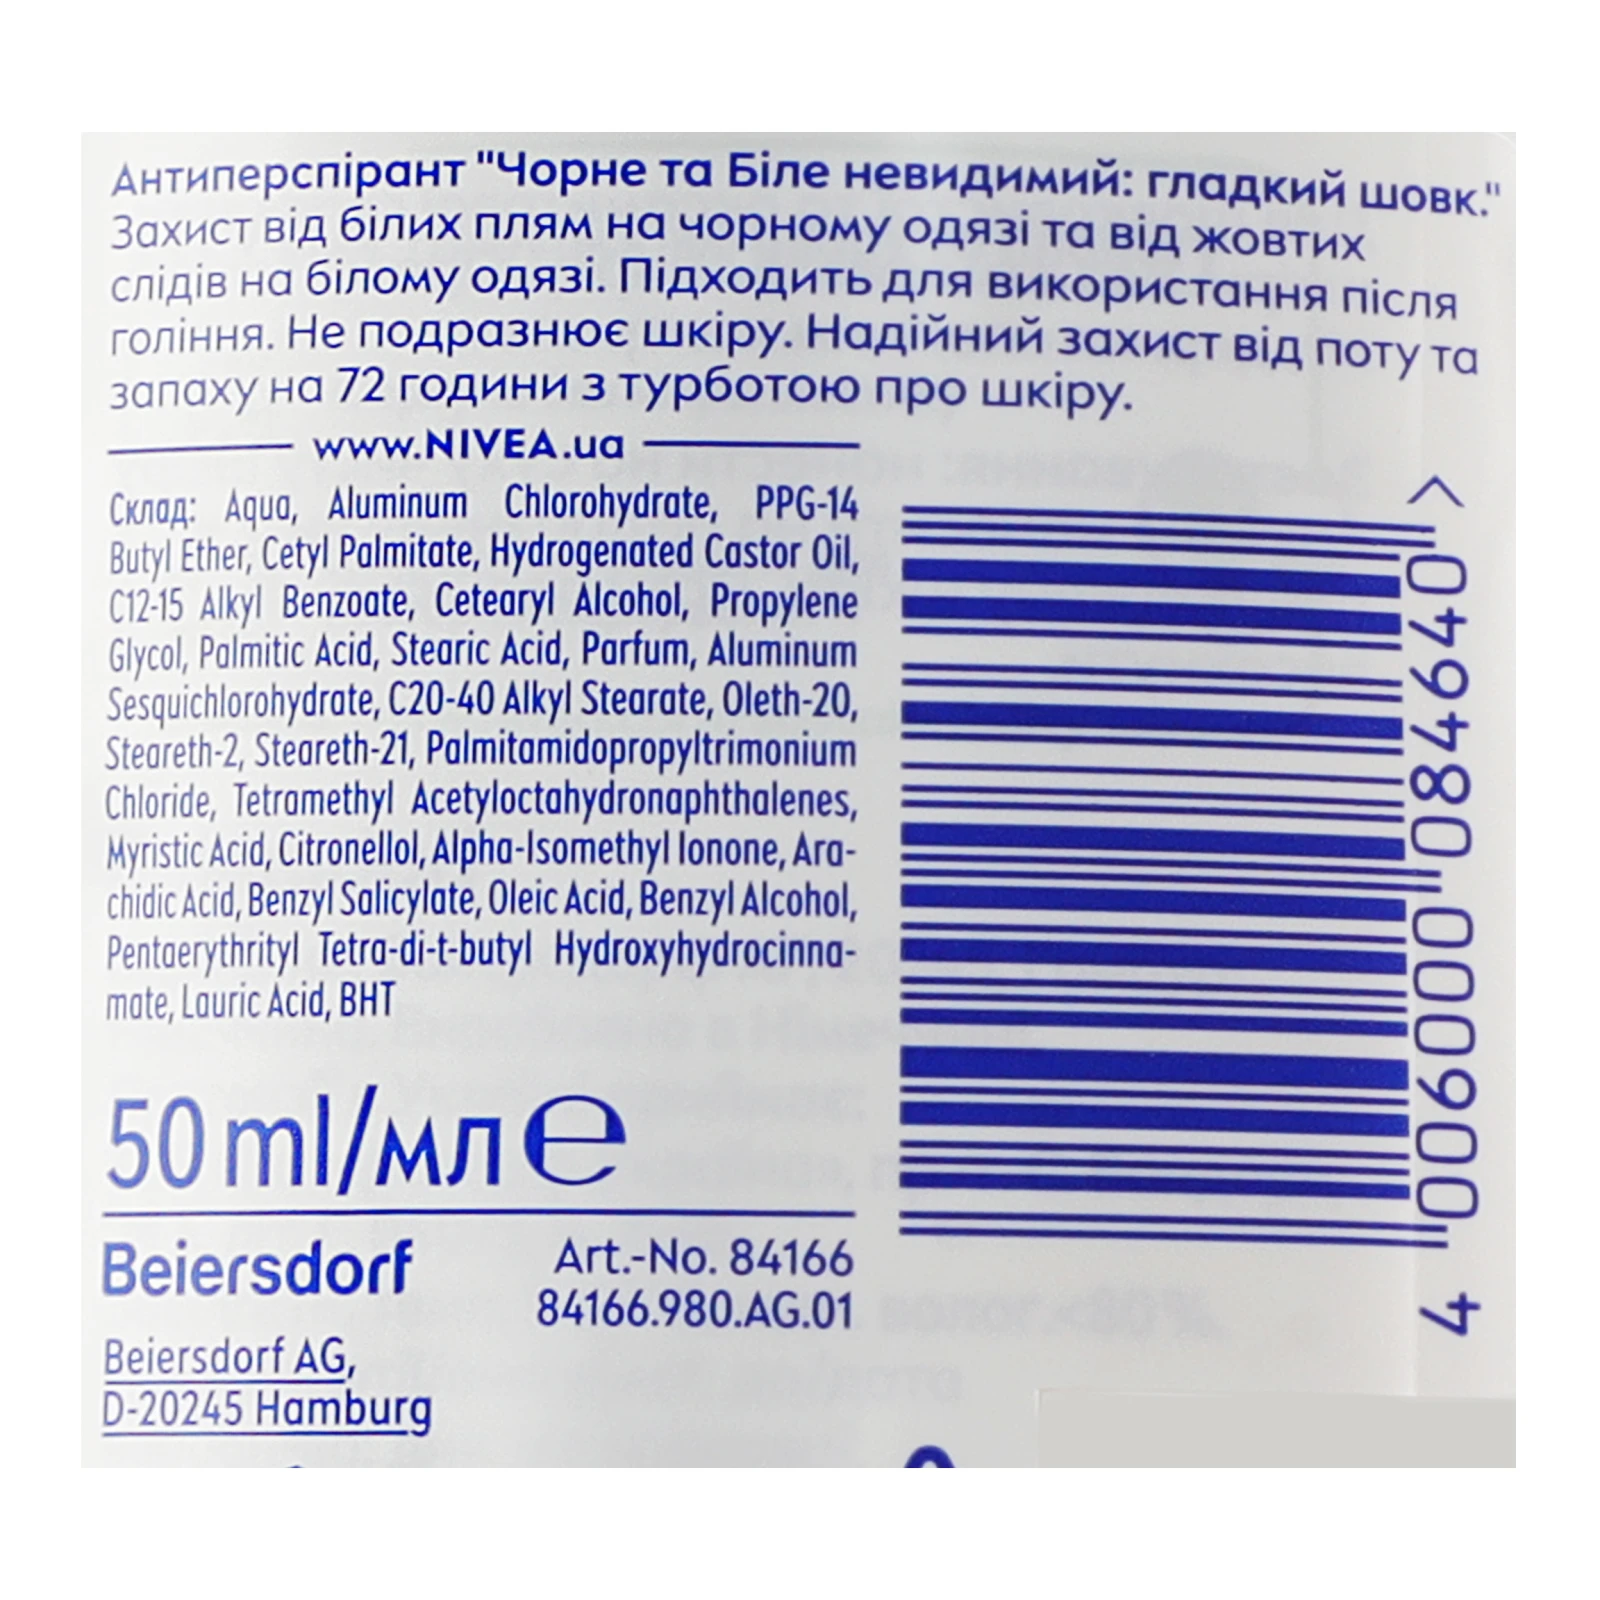 Антиперспірант "Чорне та Біле невидимий: гладкий шовк."
Захист від білих плям на чорному одязі та від жовтих
слідів на білому одязі. Підходить для використання після
гоління. Не подразнює шкіру. Надійний захист від поту та
запаху на 72 години з турботою про шкіру.
www.NIVEA.ua
Склад: Aqua, Aluminum Chlorohydrate, PPG-14
Butyl Ether, Cetyl Palmitate, Hydrogenated Castor Oil,
C12-15 Alkyl Benzoate, Cetearyl Alcohol, Propylene
Glycol, Palmitic Acid, Stearic Acid, Parfum, Aluminum
Sesquichlorohydrate, C20-40 Alkyl Stearate, Oleth-20,
Steareth-2, Steareth-21, Palmitamidopropyltrimonium
Chloride, Tetramethyl Acetyloctahydronaphthalenes,
Myristic Acid, Citronellol, Alpha-Isomethyl Ionone, Ara-
chidic Acid, Benzyl Salicylate, Oleic Acid, Benzyl Alcohol,
Pentaerythrityl Tetra-di-t-butyl Hydroxyhydrocinna-
mate, Lauric Acid, BHT
50 ml/мл e
Beiersdorf
Art.-No. 84166
84166.980.AG.01
Beiersdorf AG,
D-20245 Hamburg
4 006000 084640 >